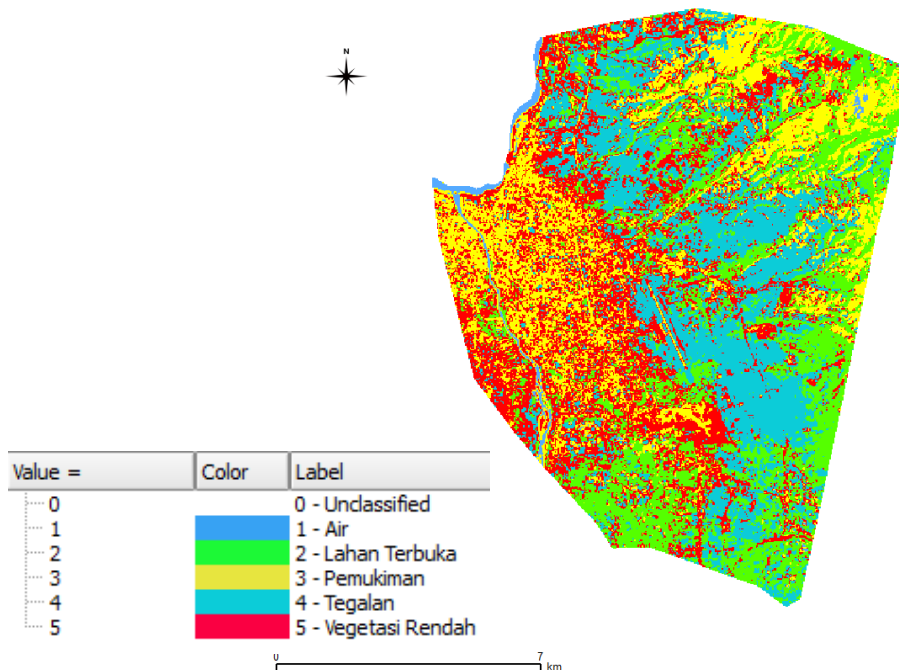 N
Value = Color Label
0 0 - Unclassified
1 1 - Air
2 2 - Lahan Terbuka
3 3 - Pemukiman
4 4 - Tegalan
5 5 - Vegetasi Rendah
0 7
km